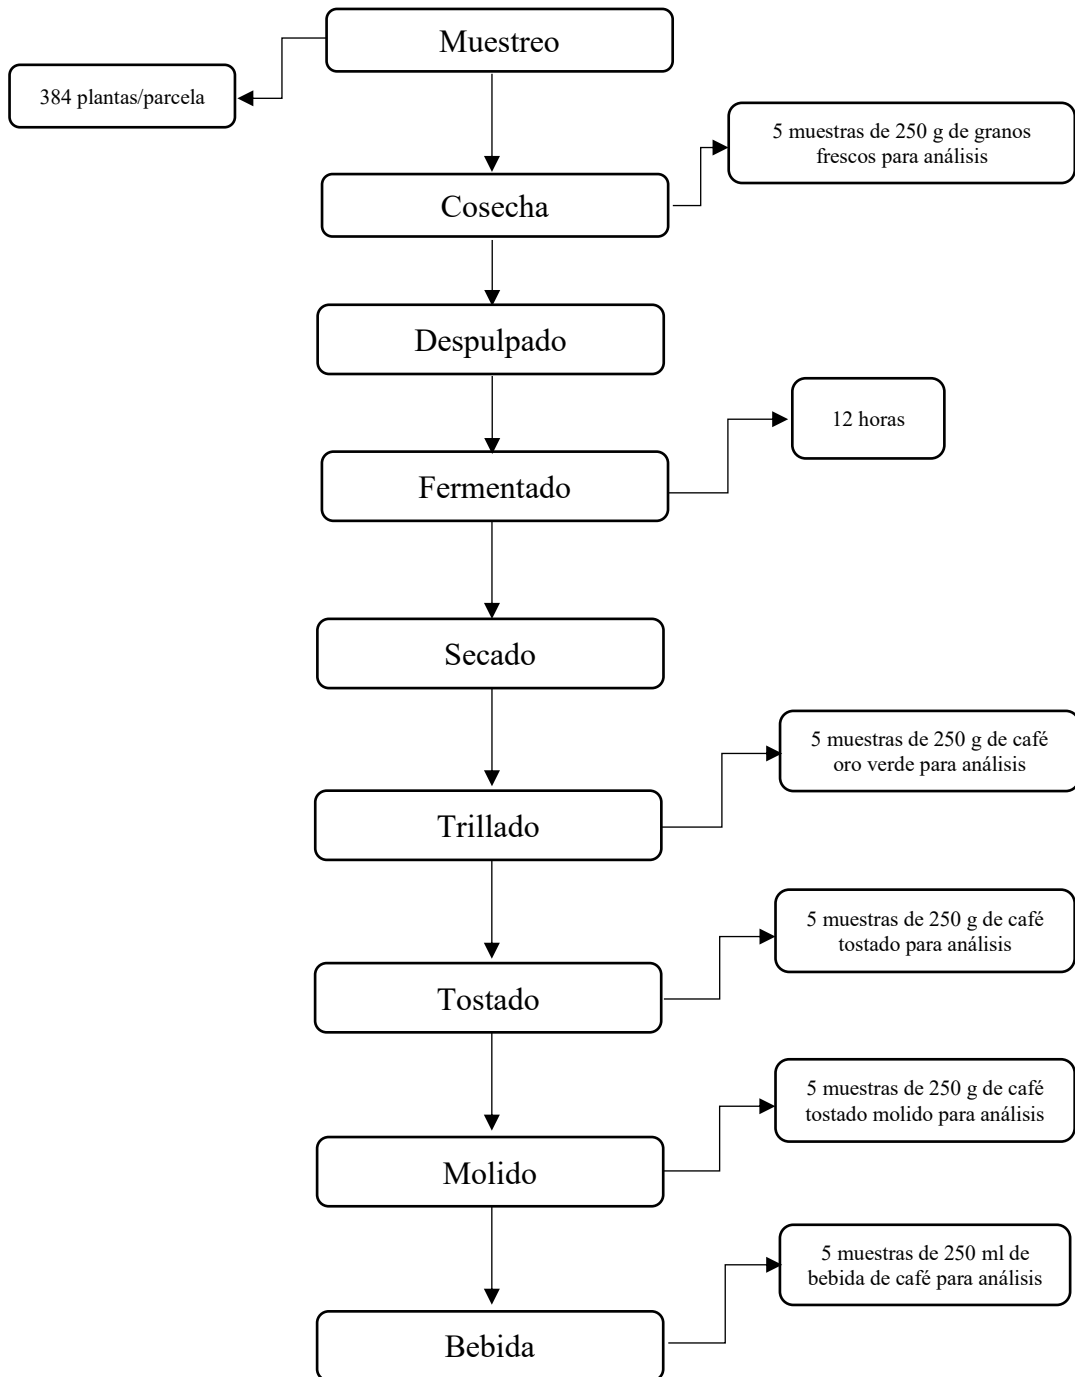 Muestreo
384 plantas/parcela
5 muestras de 250 g de granos
frescos para análisis
Cosecha
Despulpado
12 horas
Fermentado
Secado
5 muestras de 250 g de café
oro verde para análisis
Trillado
5 muestras de 250 g de café
tostado para análisis
Tostado
5 muestras de 250 g de café
tostado molido para análisis
Molido
5 muestras de 250 ml de
bebida de café para análisis
Bebida